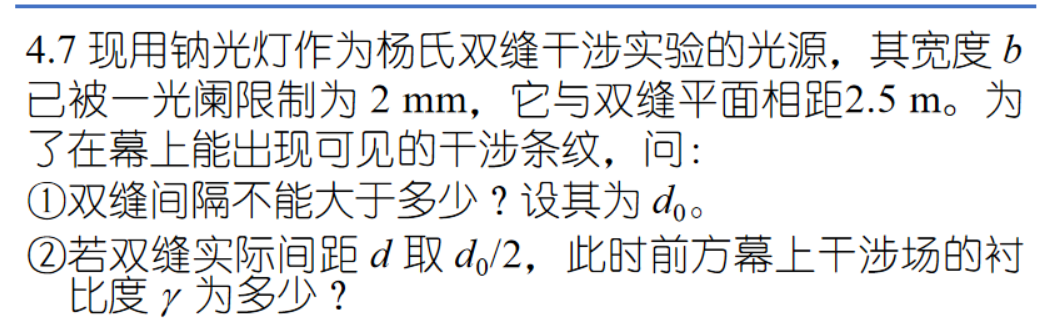 4.7 现用钠光灯作为杨氏双缝干涉实验的光源，其宽度 b
已被一光阑限制为 2 mm，它与双缝平面相距2.5 m。为
了在幕上能出现可见的干涉条纹，问：
①双缝间隔不能大于多少？设其为 d₀。
②若双缝实际间距 d 取 d₀/2，此时前方幕上干涉场的衬
比度 γ 为多少？